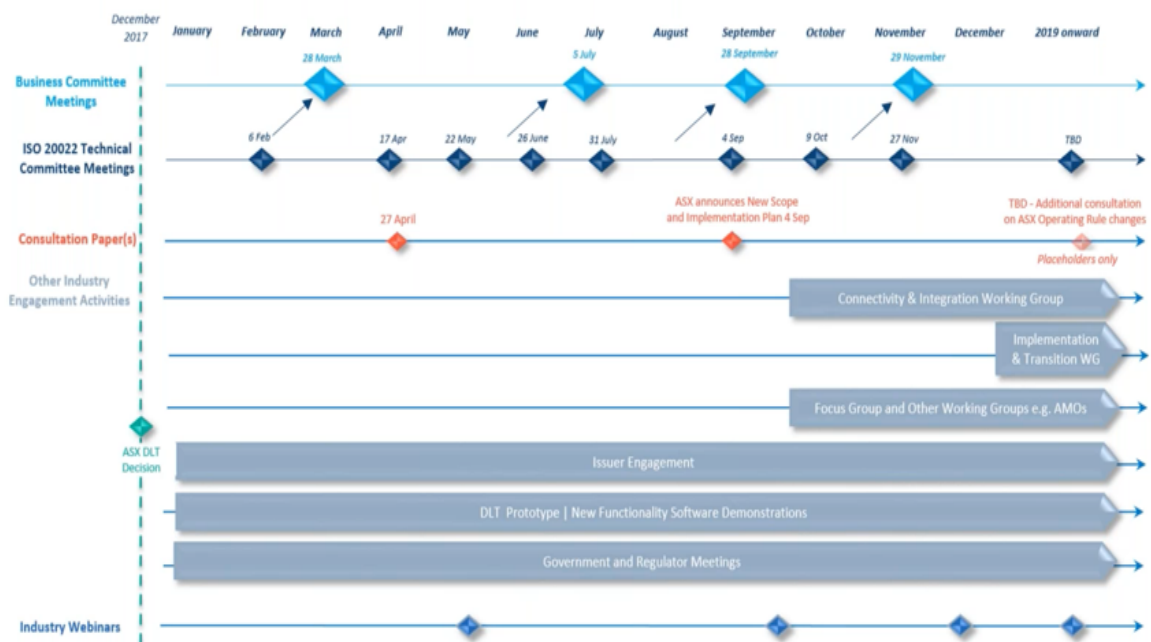 December
2017
January February March April May June July August September October November December 2019 onward
28 March 5 July 28 September 29 November
Business Committee
Meetings
6 Feb 17 Apr 22 May 26 June 31 July 4 Sep 9 Oct 27 Nov TBD
ISO 20022 Technical
Committee Meetings
ASX announces New Scope
and Implementation Plan 4 Sep
TBD - Additional consultation
on ASX Operating Rule changes
27 April
Consultation Paper(s)
Placeholders only
Other Industry
Engagement Activities
Connectivity & Integration Working Group
Implementation
& Transition WG
Focus Group and Other Working Groups e.g. AMOs
ASX DLT
Decision
Issuer Engagement
DLT Prototype | New Functionality Software Demonstrations
Government and Regulator Meetings
Industry Webinars